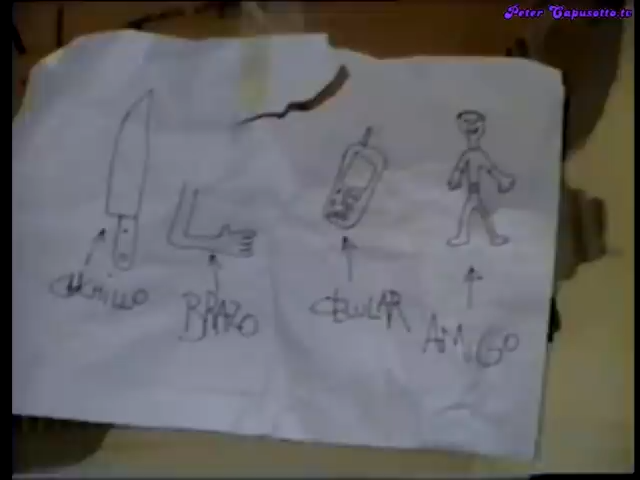 Peter Capusotto.tv
CUCHILLO
BRAZO
CELULAR
AMIGO